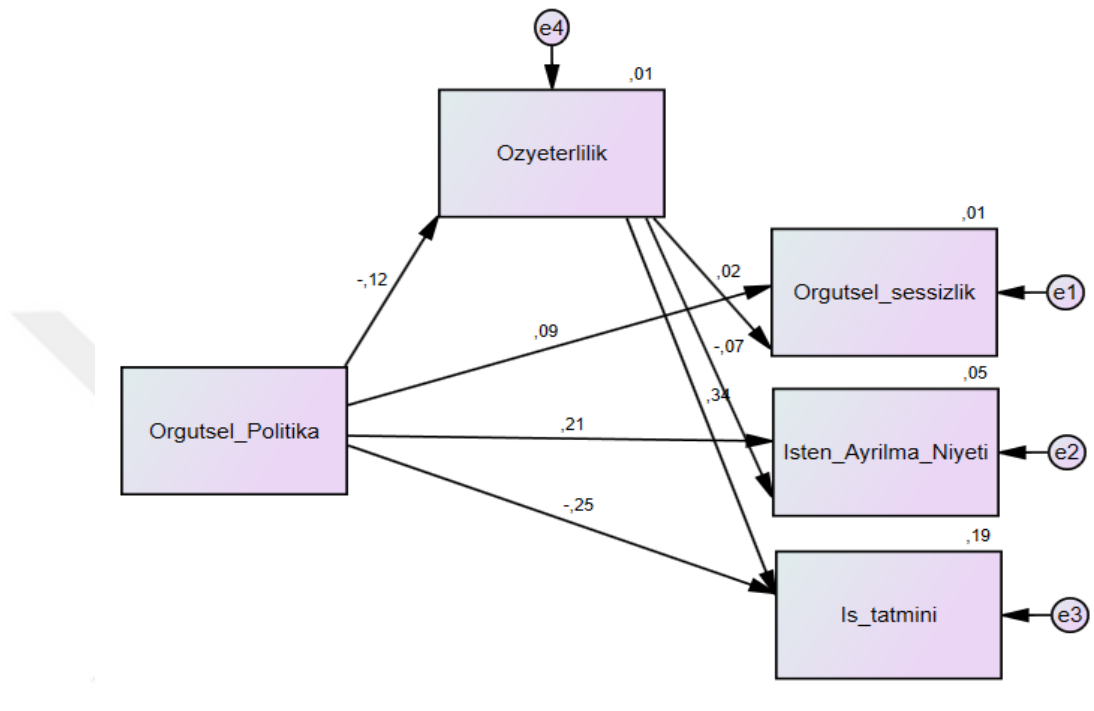 e4
,01
Ozyeterlilik
,01
-,12
,02
Orgutsel_sessizlik
e1
,09
-,07
,05
,34
Orgutsel_Politika
,21
Isten_Ayrilma_Niyeti
e2
-,25
,19
Is_tatmini
e3